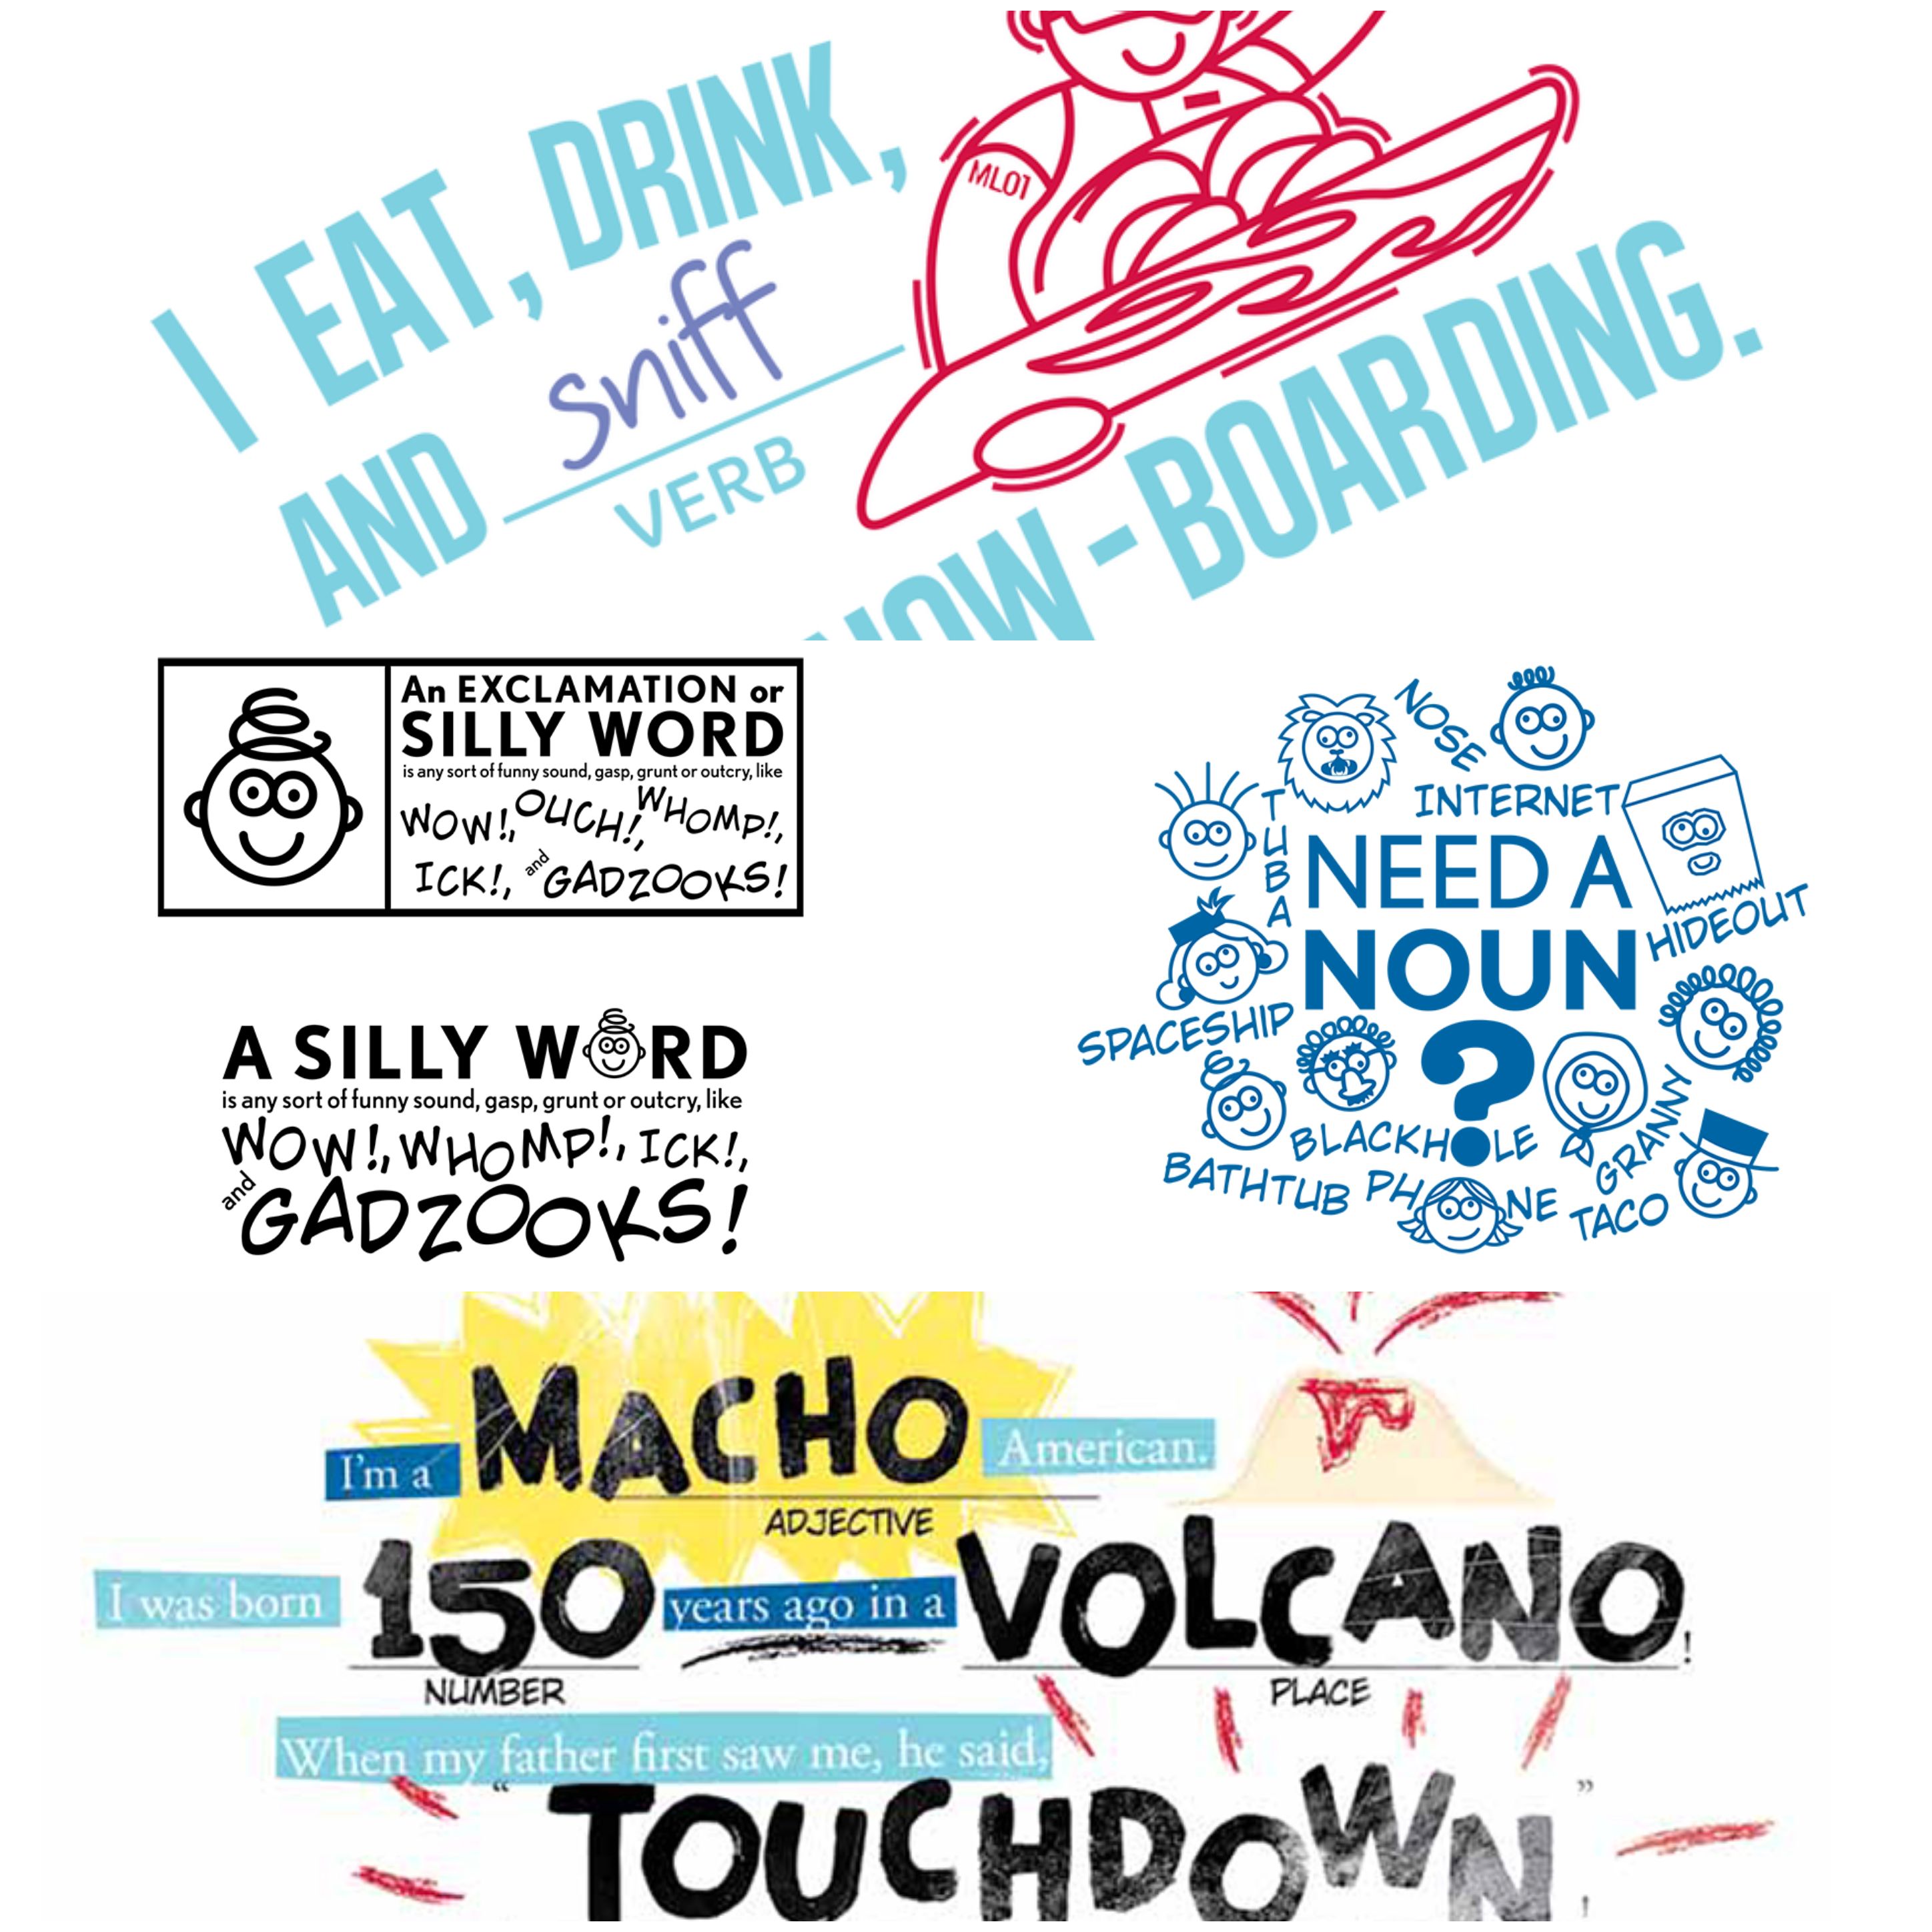 I EAT, DRINK,
AND sniff
VERB
-BOARDING.
ML01
An EXCLAMATION or
SILLY WORD
is any sort of funny sound, gasp, grunt or outcry, like
WOW!, OUCH!, WHOMP!,
ICK!, and GADZOOKS!
A SILLY WORD
is any sort of funny sound, gasp, grunt or outcry, like
WOW!, WHOMP!, ICK!,
and GADZOOKS!
NOSE
INTERNET
TUBA
NEED A
NOUN
?
HIDEOUT
SPACESHIP
BLACKHOLE
GRANNY
BATHTUB
PHONE
TACO
I'm a MACHO American.
ADJECTIVE
I was born 150 years ago in a VOLCANO!
NUMBER
PLACE
When my father first saw me, he said,
“TOUCHDOWN!”